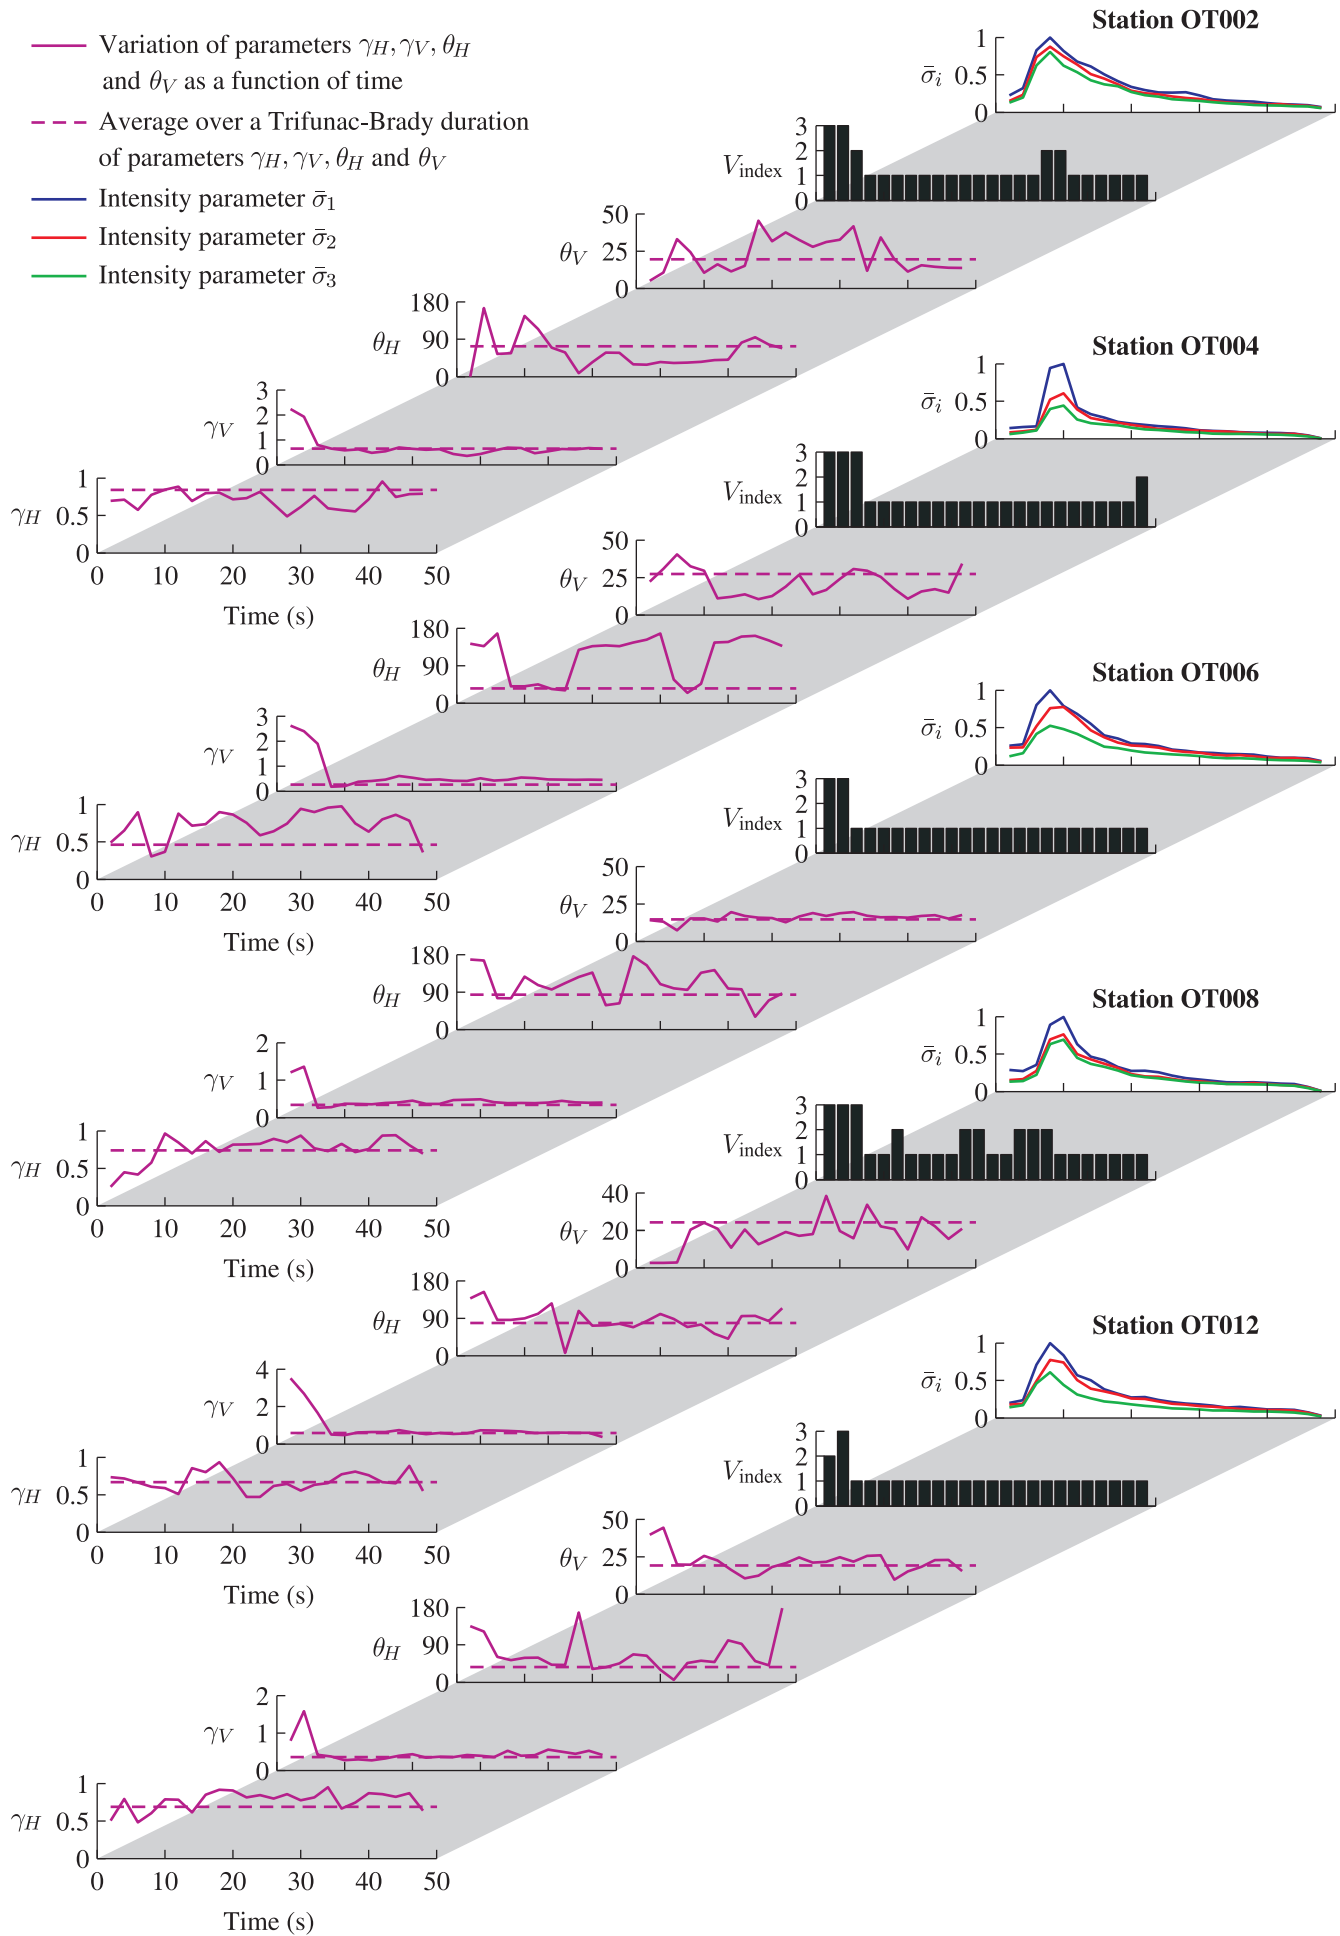 Variation of parameters γH, γV, θH
and θV as a function of time
Average over a Trifunac-Brady duration
of parameters γH, γV, θH and θV
Intensity parameter σ̄1
Intensity parameter σ̄2
Intensity parameter σ̄3
Station OT002
σ̄i
1
0.5
0
Vindex
3
2
1
0
θV
50
25
0
θH
180
90
0
γV
3
2
1
0
γH
1
0.5
0
0 10 20 30 40 50
Time (s)
Station OT004
σ̄i
1
0.5
0
Vindex
3
2
1
0
θV
50
25
0
θH
180
90
0
γV
3
2
1
0
γH
1
0.5
0
0 10 20 30 40 50
Time (s)
Station OT006
σ̄i
1
0.5
0
Vindex
3
2
1
0
θV
50
25
0
θH
180
90
0
γV
2
1
0
γH
1
0.5
0
0 10 20 30 40 50
Time (s)
Station OT008
σ̄i
1
0.5
0
Vindex
3
2
1
0
θV
40
20
0
θH
180
90
0
γV
4
2
0
γH
1
0.5
0
0 10 20 30 40 50
Time (s)
Station OT012
σ̄i
1
0.5
0
Vindex
3
2
1
0
θV
50
25
0
θH
180
90
0
γV
2
1
0
γH
1
0.5
0
0 10 20 30 40 50
Time (s)